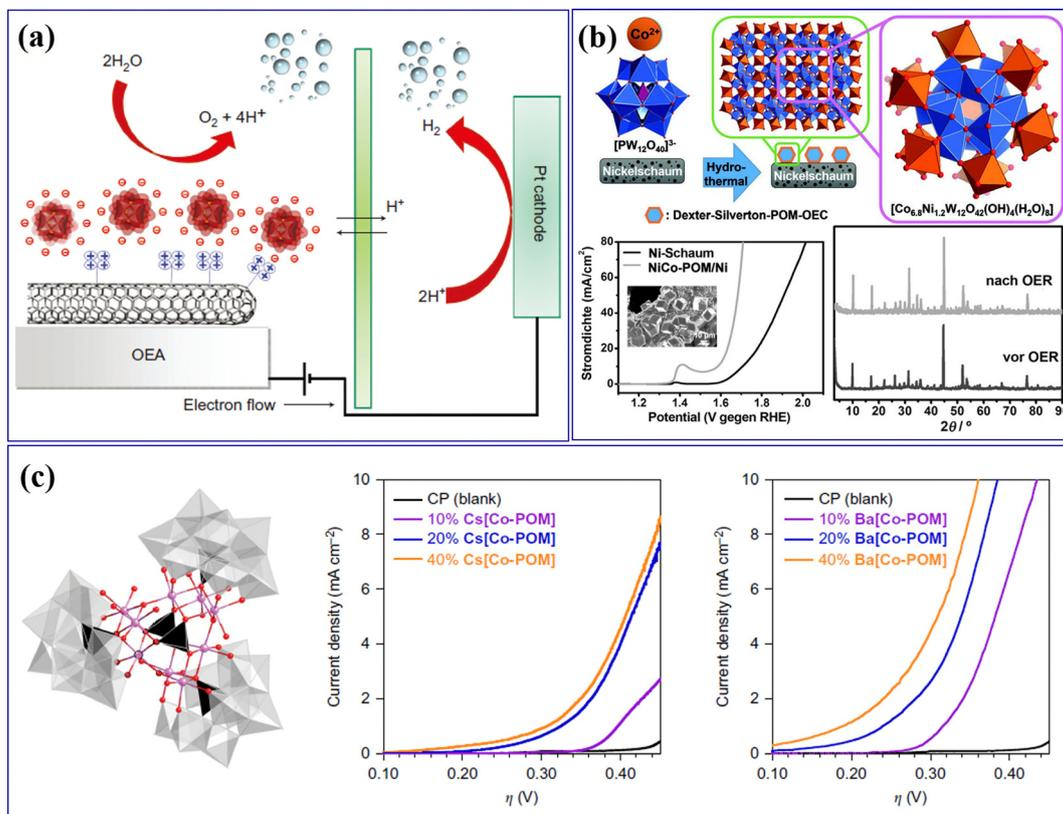 (a)
2H₂O
O₂ + 4H⁺
H₂
H⁺
Pt cathode
2H⁺
OEA
Electron flow
(b)
Co²⁺
[PW₁₂O₄₀]³⁻
Nickelschaum
Hydro-
thermal
Nickelschaum
[Co₆.₈Ni₁.₂W₁₂O₄₂(OH)₄(H₂O)₈]
: Dexter-Silverton-POM-OEC
Stromdichte (mA/cm²)
80
60
40
20
0
Ni-Schaum
NiCo-POM/Ni
10 µm
1.2 1.4 1.6 1.8 2.0
Potential (V gegen RHE)
nach OER
vor OER
10 20 30 40 50 60 70 80 90
2θ / °
(c)
Current density (mA cm⁻²)
10
8
6
4
2
0
CP (blank)
10% Cs[Co-POM]
20% Cs[Co-POM]
40% Cs[Co-POM]
0.10 0.20 0.30 0.40
η (V)
Current density (mA cm⁻²)
10
8
6
4
2
0
CP (blank)
10% Ba[Co-POM]
20% Ba[Co-POM]
40% Ba[Co-POM]
0.10 0.20 0.30 0.40
η (V)